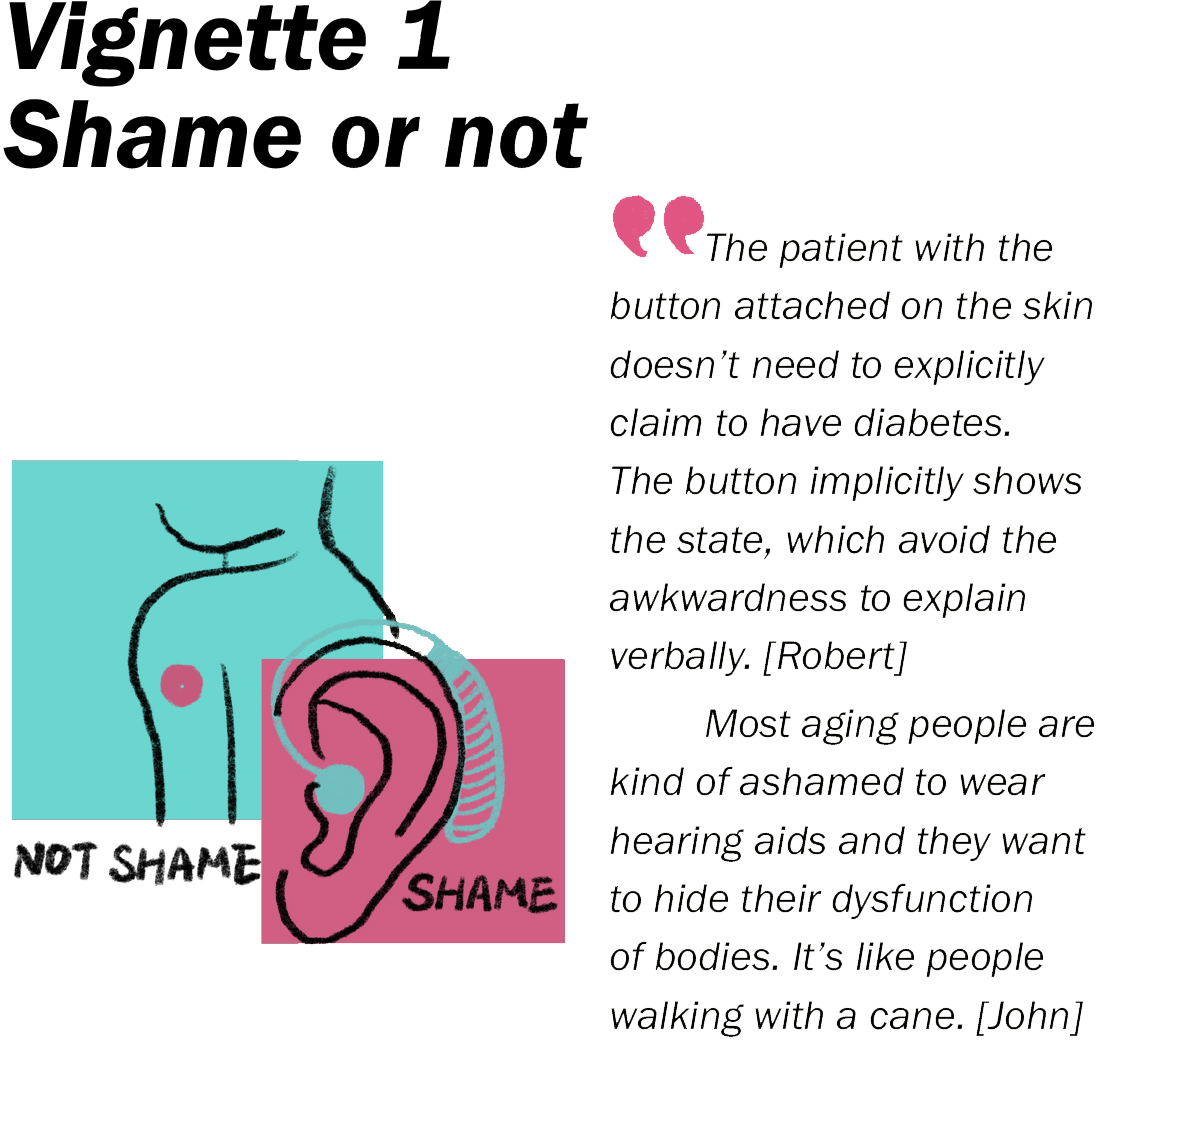 Vignette 1
Shame or not
The patient with the
button attached on the skin
doesn’t need to explicitly
claim to have diabetes.
The button implicitly shows
the state, which avoid the
awkwardness to explain
verbally. [Robert]
Most aging people are
kind of ashamed to wear
hearing aids and they want
to hide their dysfunction
of bodies. It’s like people
walking with a cane. [John]
NOT SHAME
SHAME